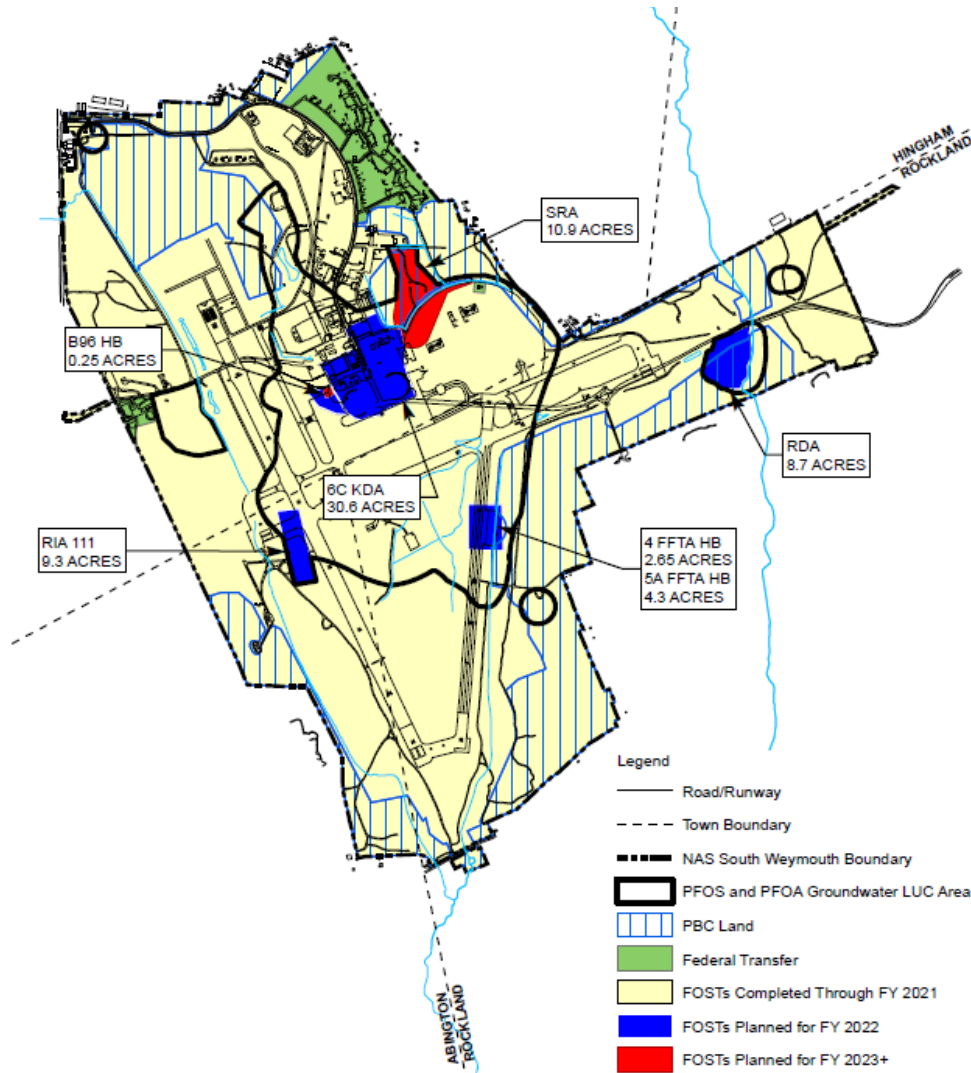 HINGHAM
ROCKLAND
SRA
10.9 ACRES
B96 HB
0.25 ACRES
RDA
8.7 ACRES
6C KDA
30.6 ACRES
RIA 111
9.3 ACRES
4 FFTA HB
2.65 ACRES
5A FFTA HB
4.3 ACRES
ABINGTON
ROCKLAND
Legend
Road/Runway
Town Boundary
NAS South Weymouth Boundary
PFOS and PFOA Groundwater LUC Area
PBC Land
Federal Transfer
FOSTs Completed Through FY 2021
FOSTs Planned for FY 2022
FOSTs Planned for FY 2023+